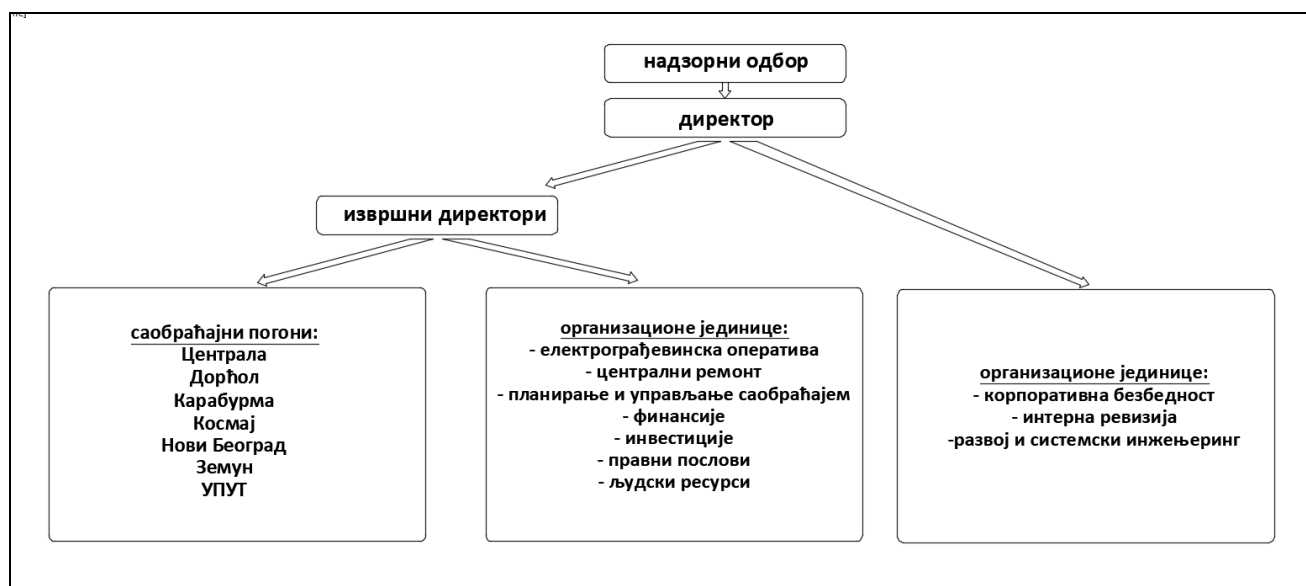 надзорни одбор
директор
извршни директори
саобраћајни погони:
Централа
Дорћол
Карабурма
Космај
Нови Београд
Земун
УПУТ
организационе јединице:
- електрограђевинска оператива
- централни ремонт
- планирање и управљање саобраћајем
- финансије
- инвестиције
- правни послови
- људски ресурси
организационе јединице:
- корпоративна безбедност
- интерна ревизија
-развој и системски инжењеринг